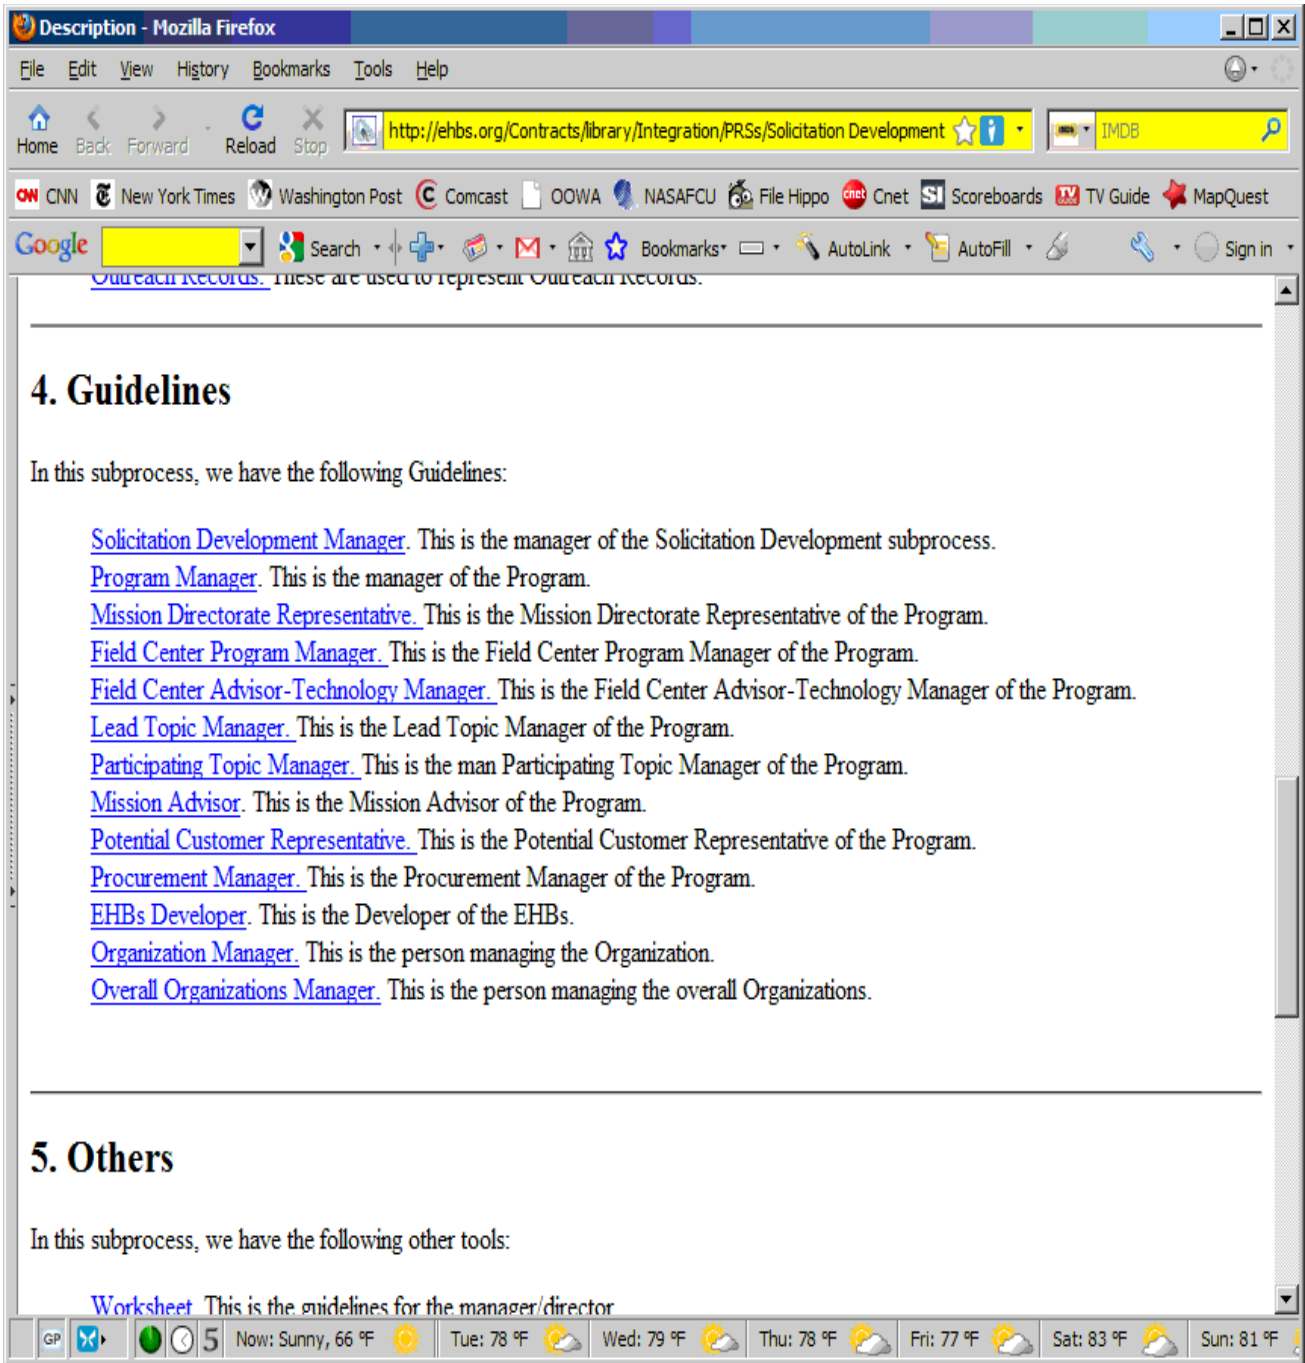 Description - Mozilla Firefox
File Edit View History Bookmarks Tools Help
Home Back Forward Reload Stop http://ehbs.org/Contracts/library/Integration/PRSs/Solicitation Development IMDB
CNN New York Times Washington Post Comcast OOWA NASAFCU File Hippo cnet Cnet SI Scoreboards TV Guide MapQuest
Google Search Bookmarks AutoLink AutoFill Sign in
Outreach Records. These are used to represent Outreach Records.
4. Guidelines
In this subprocess, we have the following Guidelines:
Solicitation Development Manager. This is the manager of the Solicitation Development subprocess.
Program Manager. This is the manager of the Program.
Mission Directorate Representative. This is the Mission Directorate Representative of the Program.
Field Center Program Manager. This is the Field Center Program Manager of the Program.
Field Center Advisor-Technology Manager. This is the Field Center Advisor-Technology Manager of the Program.
Lead Topic Manager. This is the Lead Topic Manager of the Program.
Participating Topic Manager. This is the man Participating Topic Manager of the Program.
Mission Advisor. This is the Mission Advisor of the Program.
Potential Customer Representative. This is the Potential Customer Representative of the Program.
Procurement Manager. This is the Procurement Manager of the Program.
EHBs Developer. This is the Developer of the EHBs.
Organization Manager. This is the person managing the Organization.
Overall Organizations Manager. This is the person managing the overall Organizations.
5. Others
In this subprocess, we have the following other tools:
Worksheet. This is the guidelines for the manager/director
GP 5 Now: Sunny, 66 °F Tue: 78 °F Wed: 79 °F Thu: 78 °F Fri: 77 °F Sat: 83 °F Sun: 81 °F